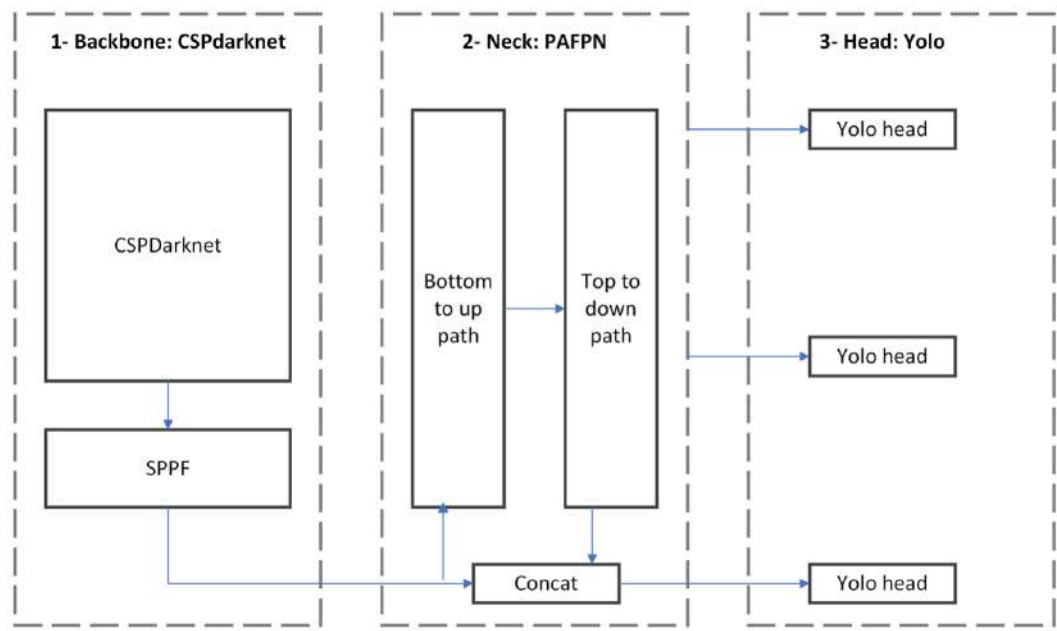 1- Backbone: CSPdarknet
2- Neck: PAFPN
3- Head: Yolo
CSPDarknet
SPPF
Bottom
to up
path
Top to
down
path
Concat
Yolo head
Yolo head
Yolo head